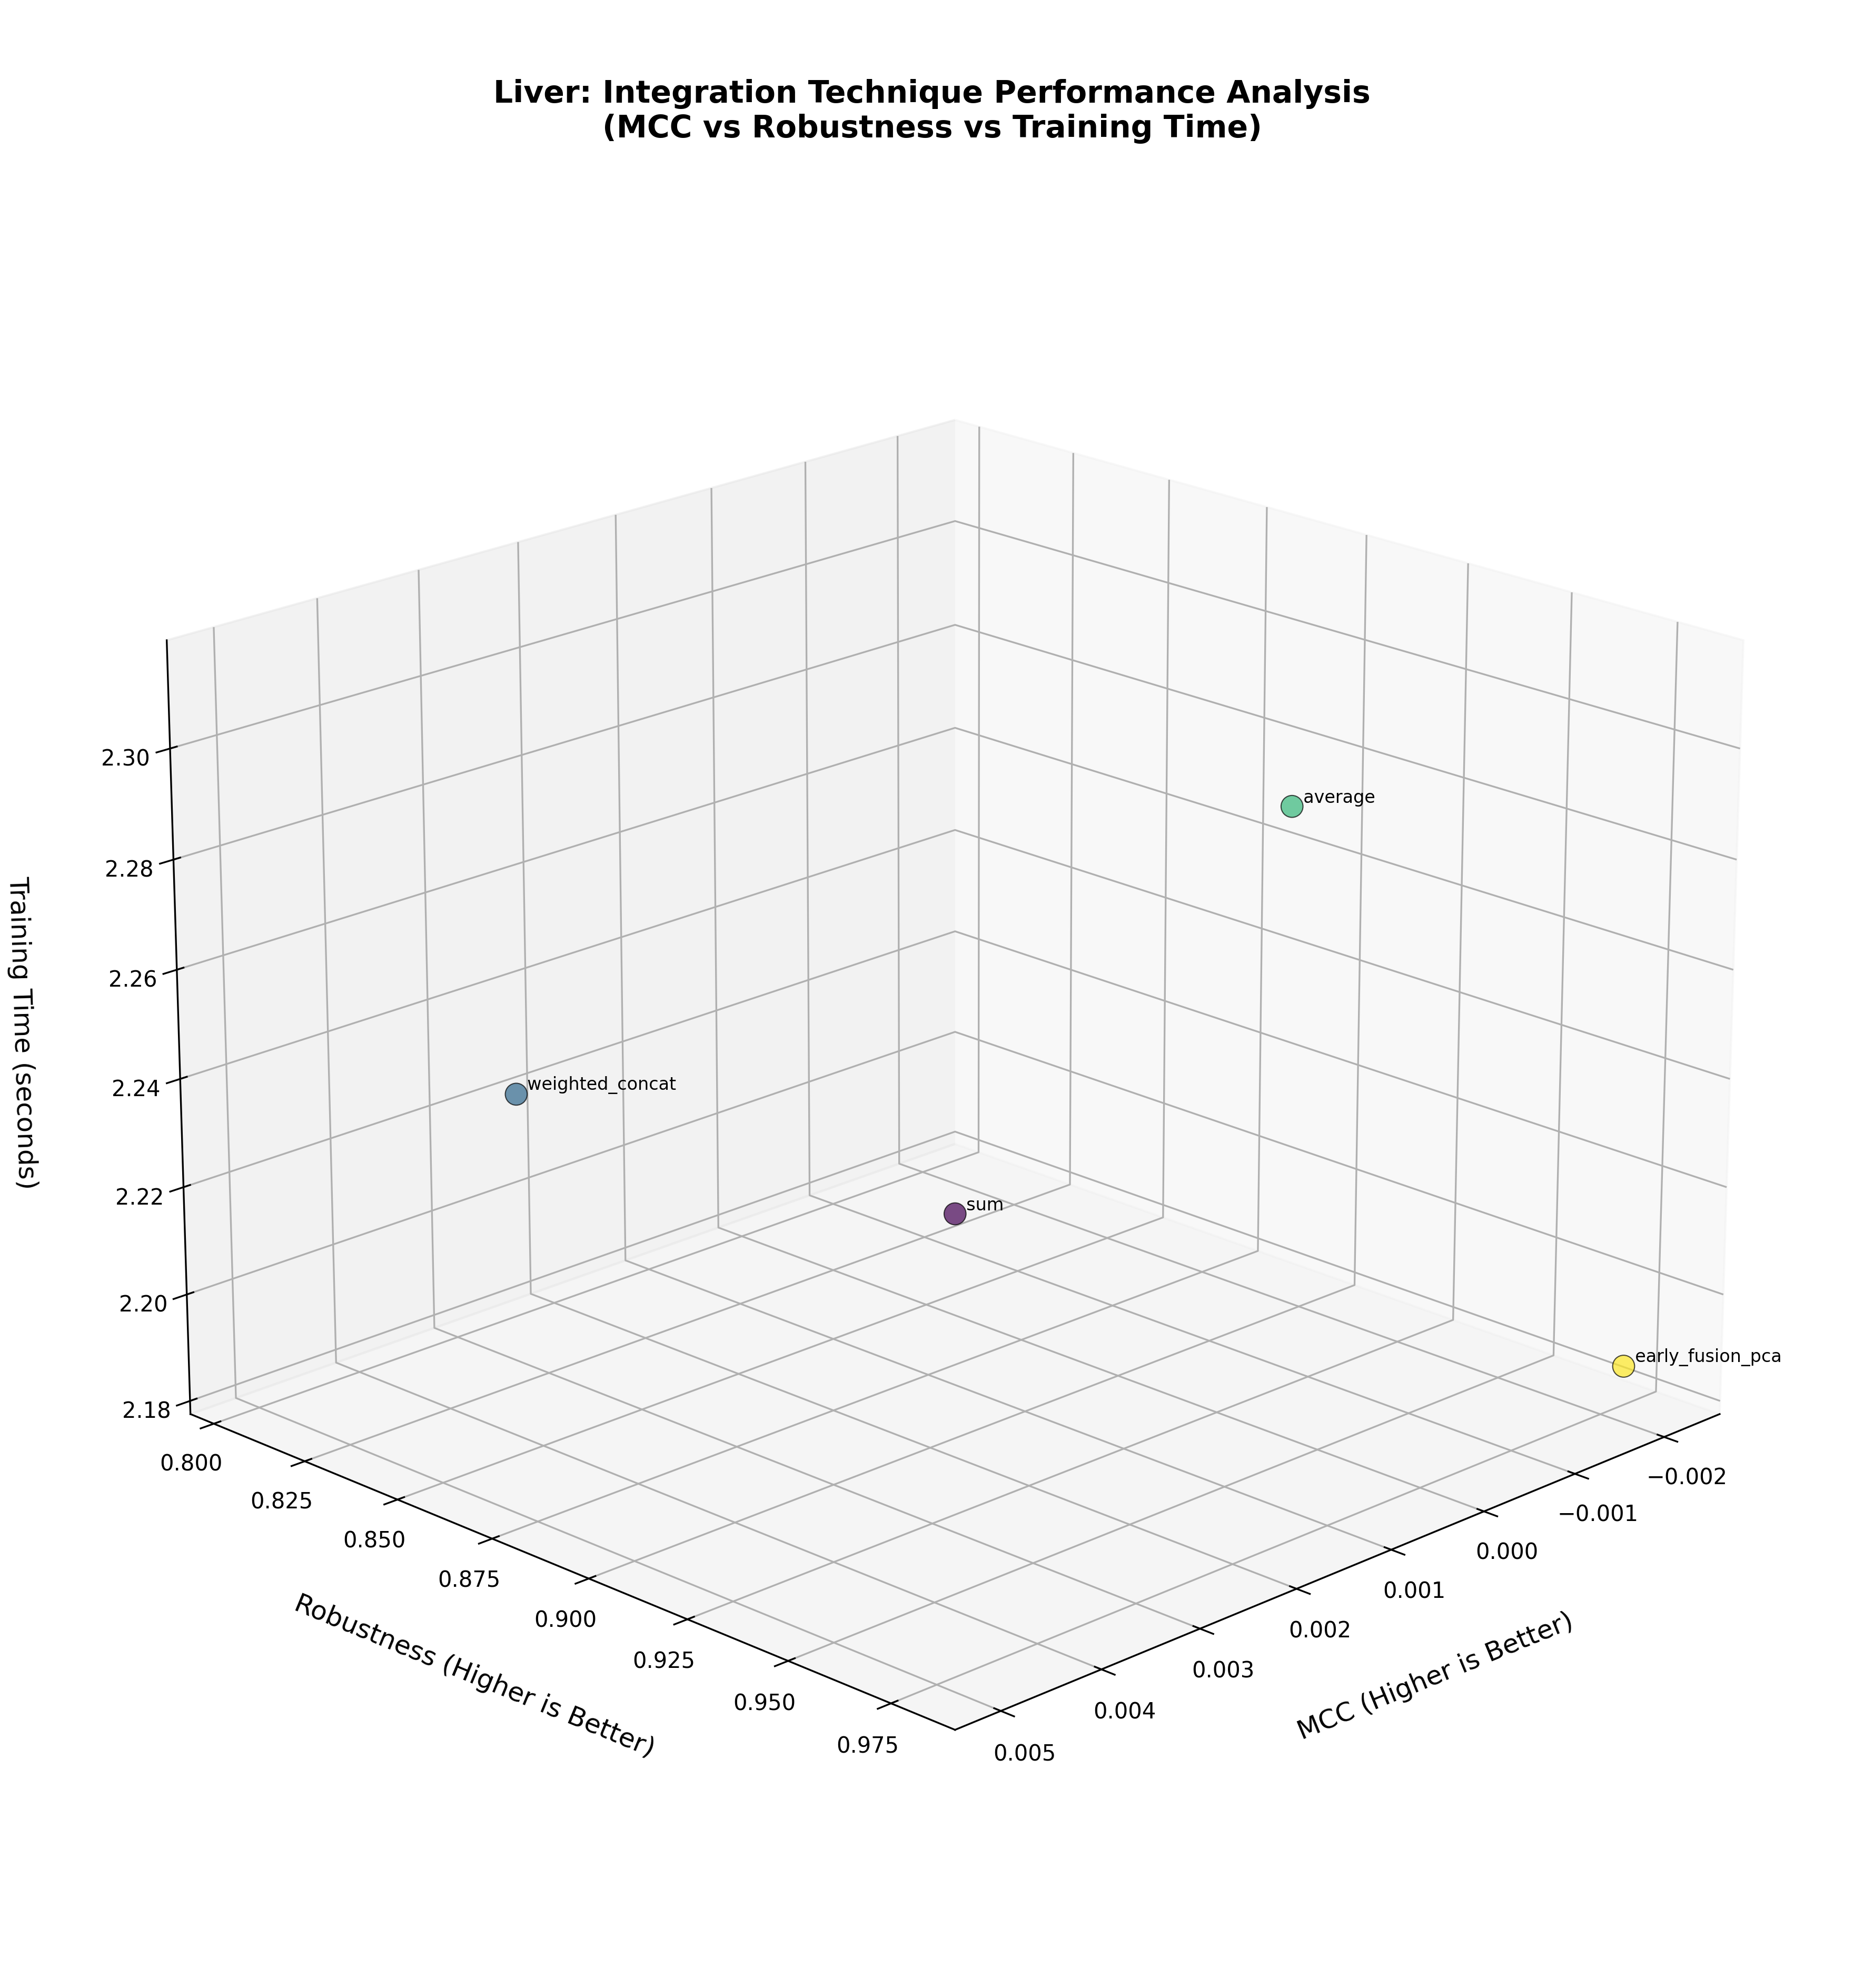 Liver: Integration Technique Performance Analysis
(MCC vs Robustness vs Training Time)
average
weighted_concat
sum
early_fusion_pca
Training Time (seconds)
2.30
2.28
2.26
2.24
2.22
2.20
2.18
0.800
0.825
0.850
0.875
0.900
0.925
0.950
0.975
Robustness (Higher is Better)
−0.002
−0.001
0.000
0.001
0.002
0.003
0.004
0.005
MCC (Higher is Better)